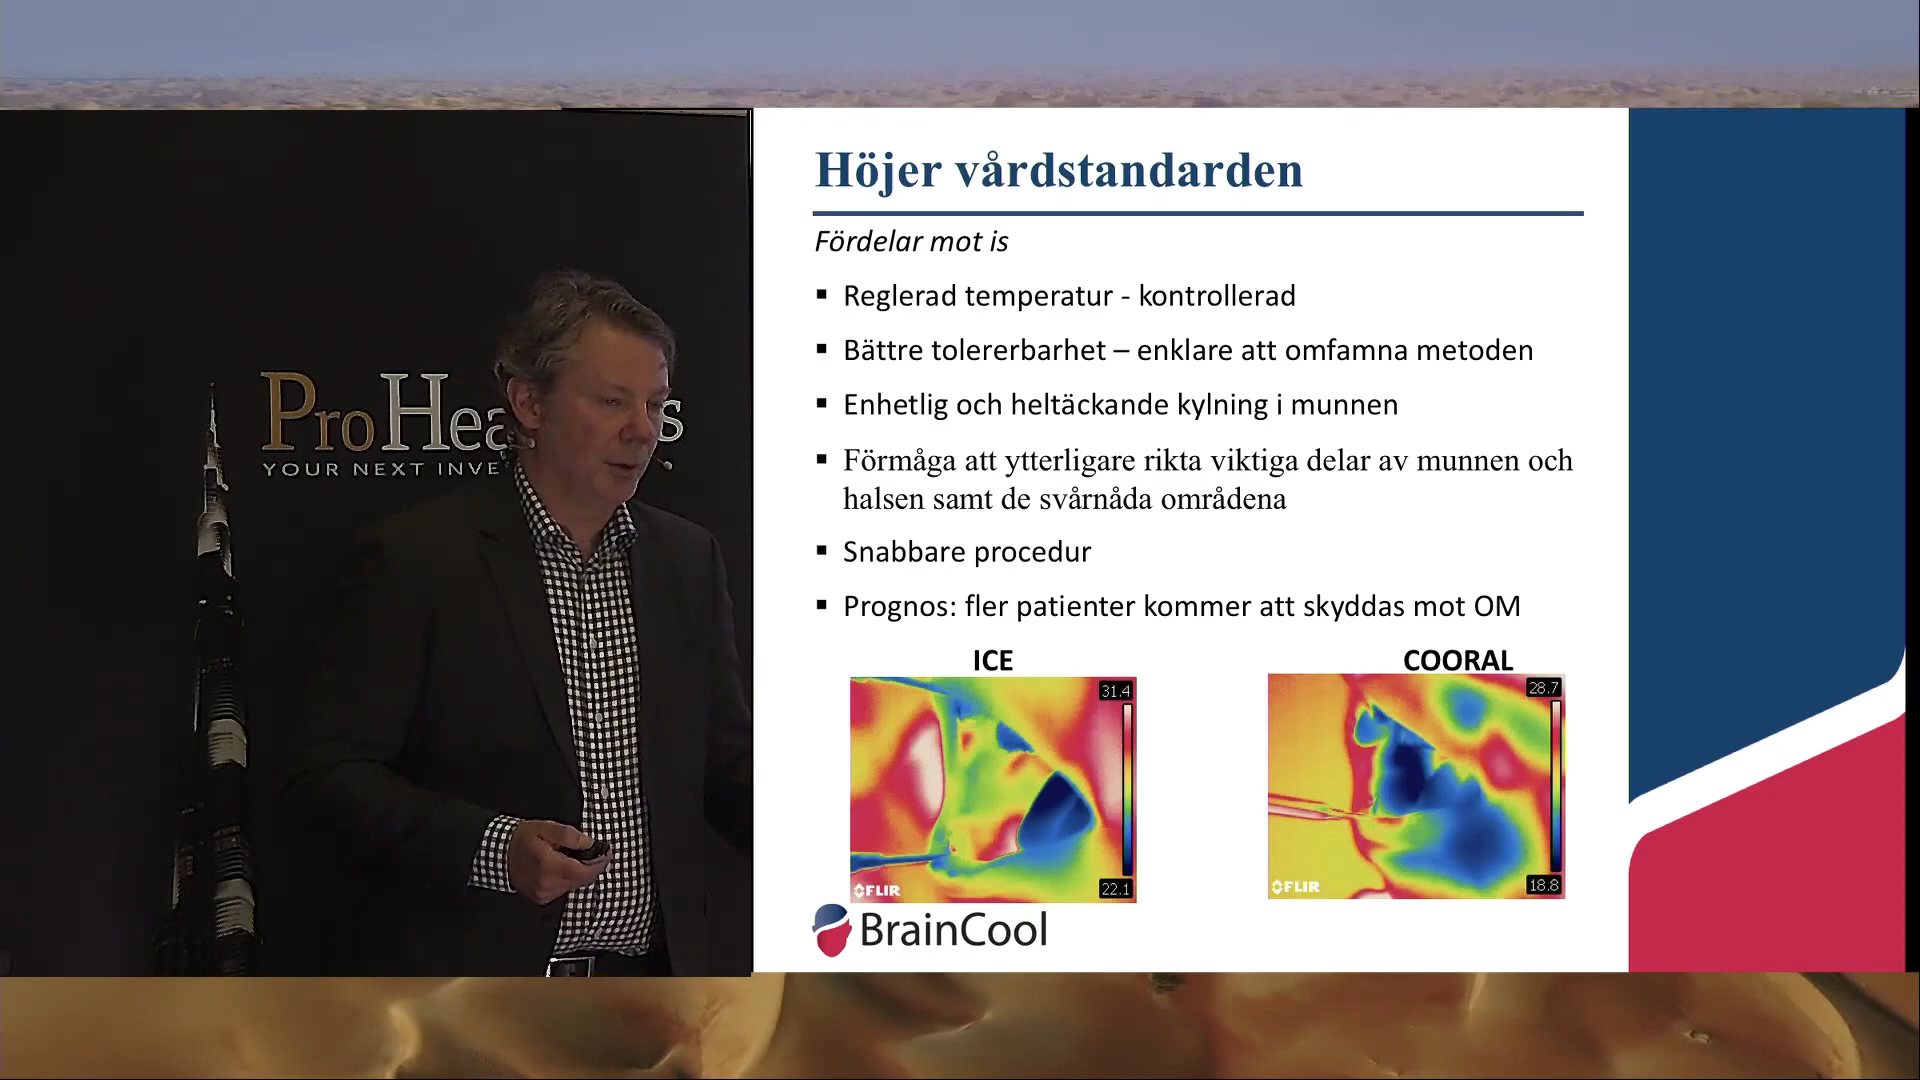 Höjer vårdstandarden
Fördelar mot is
▪ Reglerad temperatur - kontrollerad
▪ Bättre tolererbarhet – enklare att omfamna metoden
▪ Enhetlig och heltäckande kylning i munnen
▪ Förmåga att ytterligare rikta viktiga delar av munnen och
halsen samt de svårnåda områdena
▪ Snabbare procedur
▪ Prognos: fler patienter kommer att skyddas mot OM
ICE
COORAL
31.4
22.1
FLIR
28.7
18.8
FLIR
BrainCool
ProHea s
YOUR NEXT INVE